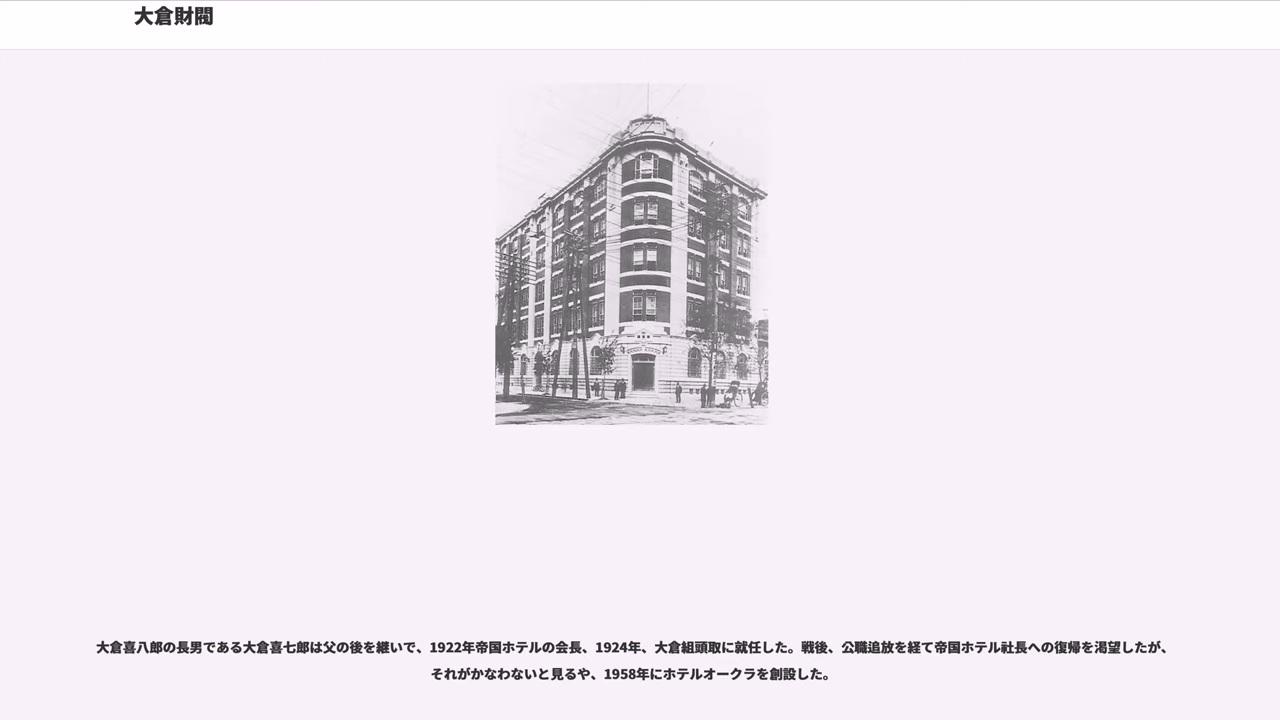 大倉財閥
大倉喜八郎の長男である大倉喜七郎は父の後を継いで、1922年帝国ホテルの会長、1924年、大倉組頭取に就任した。戦後、公職追放を経て帝国ホテル社長への復帰を渇望したが、
それがかなわないと見るや、1958年にホテルオークラを創設した。